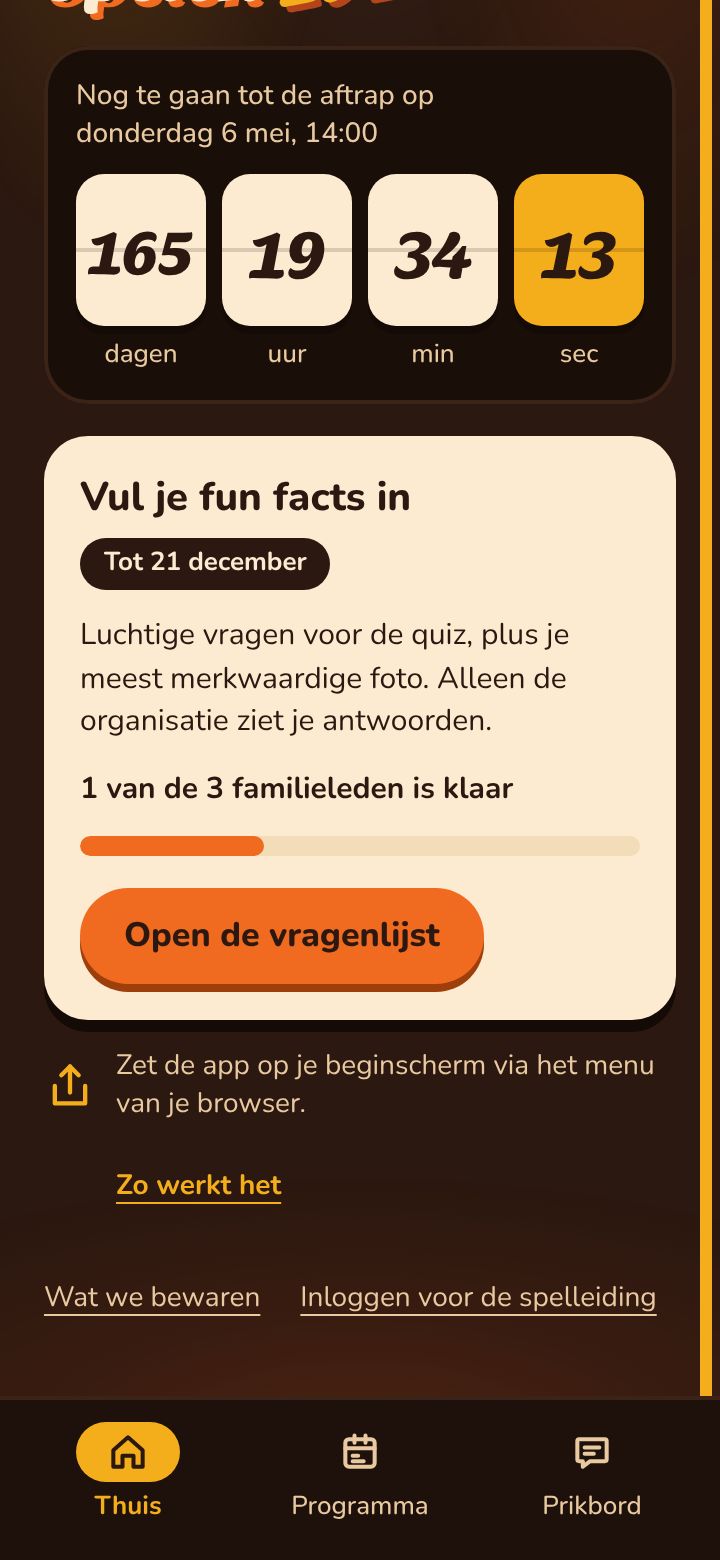 Nog te gaan tot de aftrap op
donderdag 6 mei, 14:00
165 19 34 13
dagen uur min sec
Vul je fun facts in
Tot 21 december
Luchtige vragen voor de quiz, plus je
meest merkwaardige foto. Alleen de
organisatie ziet je antwoorden.
1 van de 3 familieleden is klaar
Open de vragenlijst
Zet de app op je beginscherm via het menu
van je browser.
Zo werkt het
Wat we bewaren Inloggen voor de spelleiding
Thuis Programma Prikbord